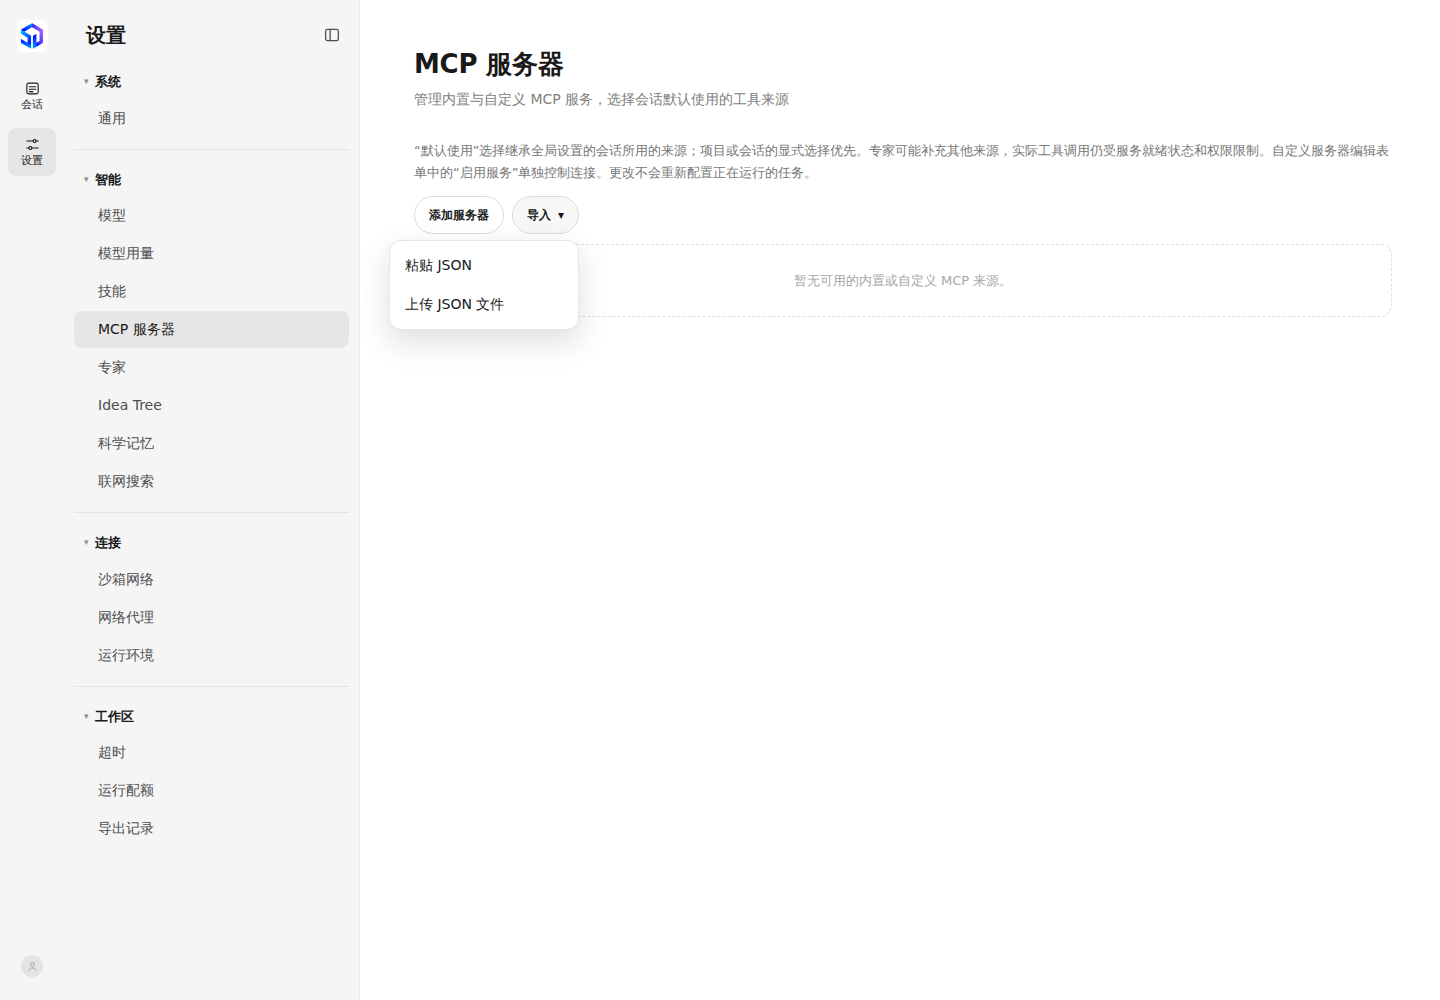 会话
设置
设置
系统
通用
智能
模型
模型用量
技能
MCP 服务器
专家
Idea Tree
科学记忆
联网搜索
连接
沙箱网络
网络代理
运行环境
工作区
超时
运行配额
导出记录
MCP 服务器
管理内置与自定义 MCP 服务，选择会话默认使用的工具来源
“默认使用”选择继承全局设置的会话所用的来源；项目或会话的显式选择优先。专家可能补充其他来源，实际工具调用仍受服务就绪状态和权限限制。自定义服务器编辑表
单中的“启用服务”单独控制连接。更改不会重新配置正在运行的任务。
添加服务器
导入 ▾
粘贴 JSON
上传 JSON 文件
暂无可用的内置或自定义 MCP 来源。